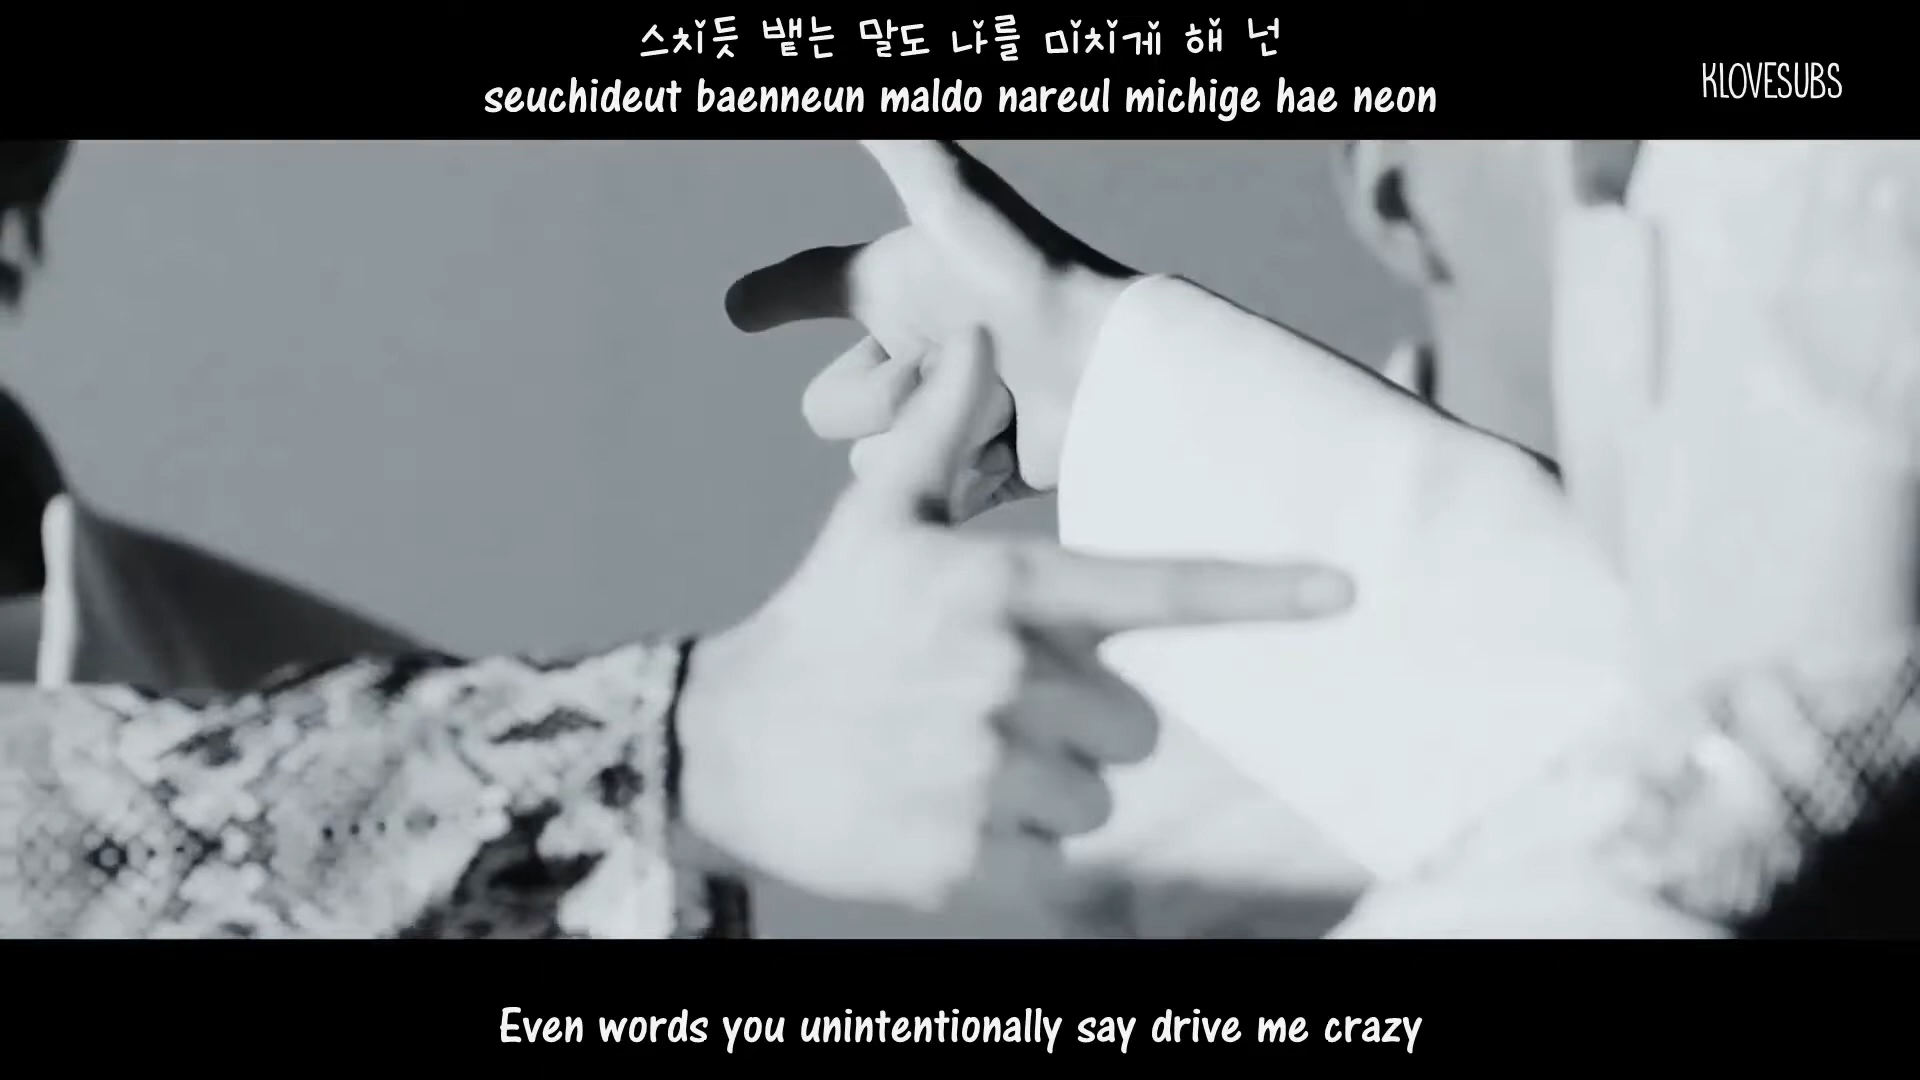 스치듯 뱉는 말도 나를 미치게 해 넌
seuchideut baenneun maldo nareul michige hae neon
KLOVESUBS
Even words you unintentionally say drive me crazy